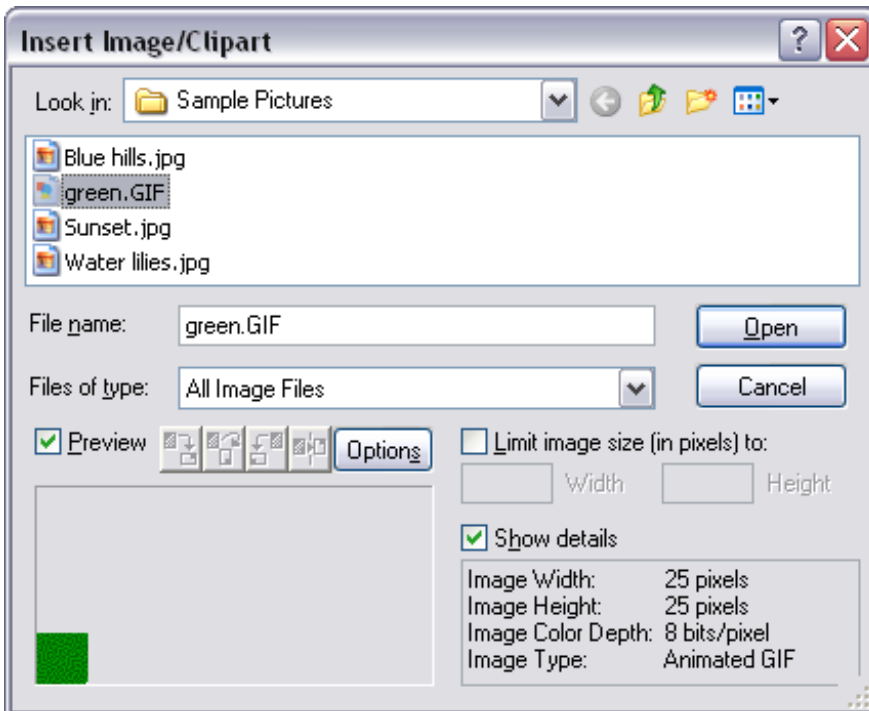 Insert Image/Clipart
Look in: Sample Pictures
Blue hills.jpg
green.GIF
Sunset.jpg
Water lilies.jpg
File name: green.GIF Open
Files of type: All Image Files Cancel
Preview Options Limit image size (in pixels) to:
Width Height
Show details
Image Width: 25 pixels
Image Height: 25 pixels
Image Color Depth: 8 bits/pixel
Image Type: Animated GIF